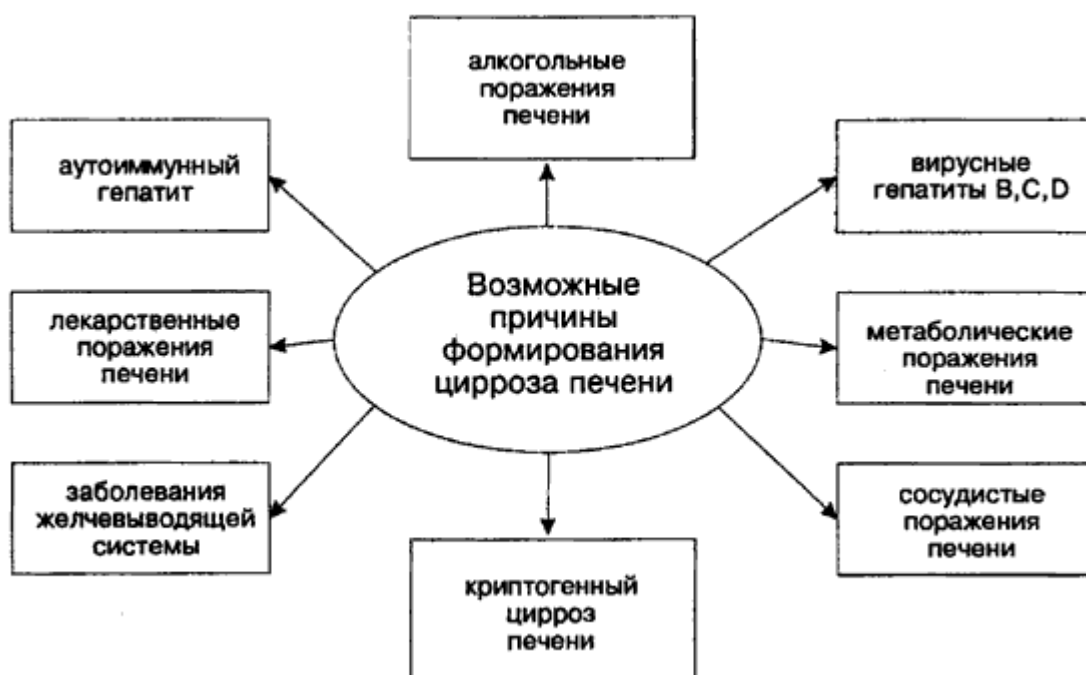 алкогольные
поражения
печени
аутоиммунный
гепатит
вирусные
гепатиты B,C,D
Возможные
причины
формирования
цирроза печени
лекарственные
поражения
печени
метаболические
поражения
печени
заболевания
желчевыводящей
системы
сосудистые
поражения
печени
криптогенный
цирроз
печени